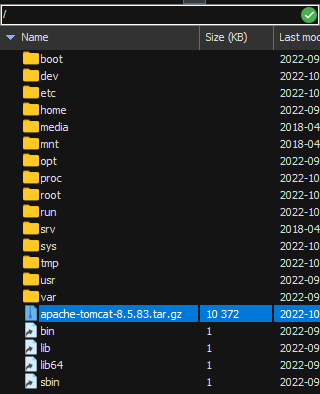 /
Name Size (KB) Last mo
boot 2022-09
dev 2022-10
etc 2022-10
home 2022-09
media 2018-04
mnt 2018-04
opt 2022-09
proc 2022-10
root 2022-10
run 2022-10
srv 2018-04
sys 2022-10
tmp 2022-10
usr 2022-09
var 2022-09
apache-tomcat-8.5.83.tar.gz 10 372 2022-10
bin 1 2022-09
lib 1 2022-09
lib64 1 2022-09
sbin 1 2022-09